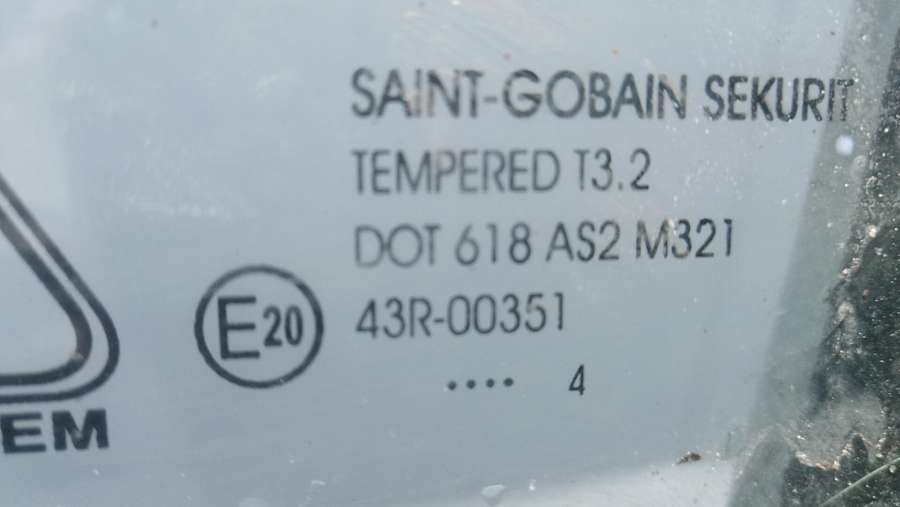 SAINT-GOBAIN SEKURIT
TEMPERED T3.2
DOT 618 AS2 M321
E20 43R-00351
.... 4
EM